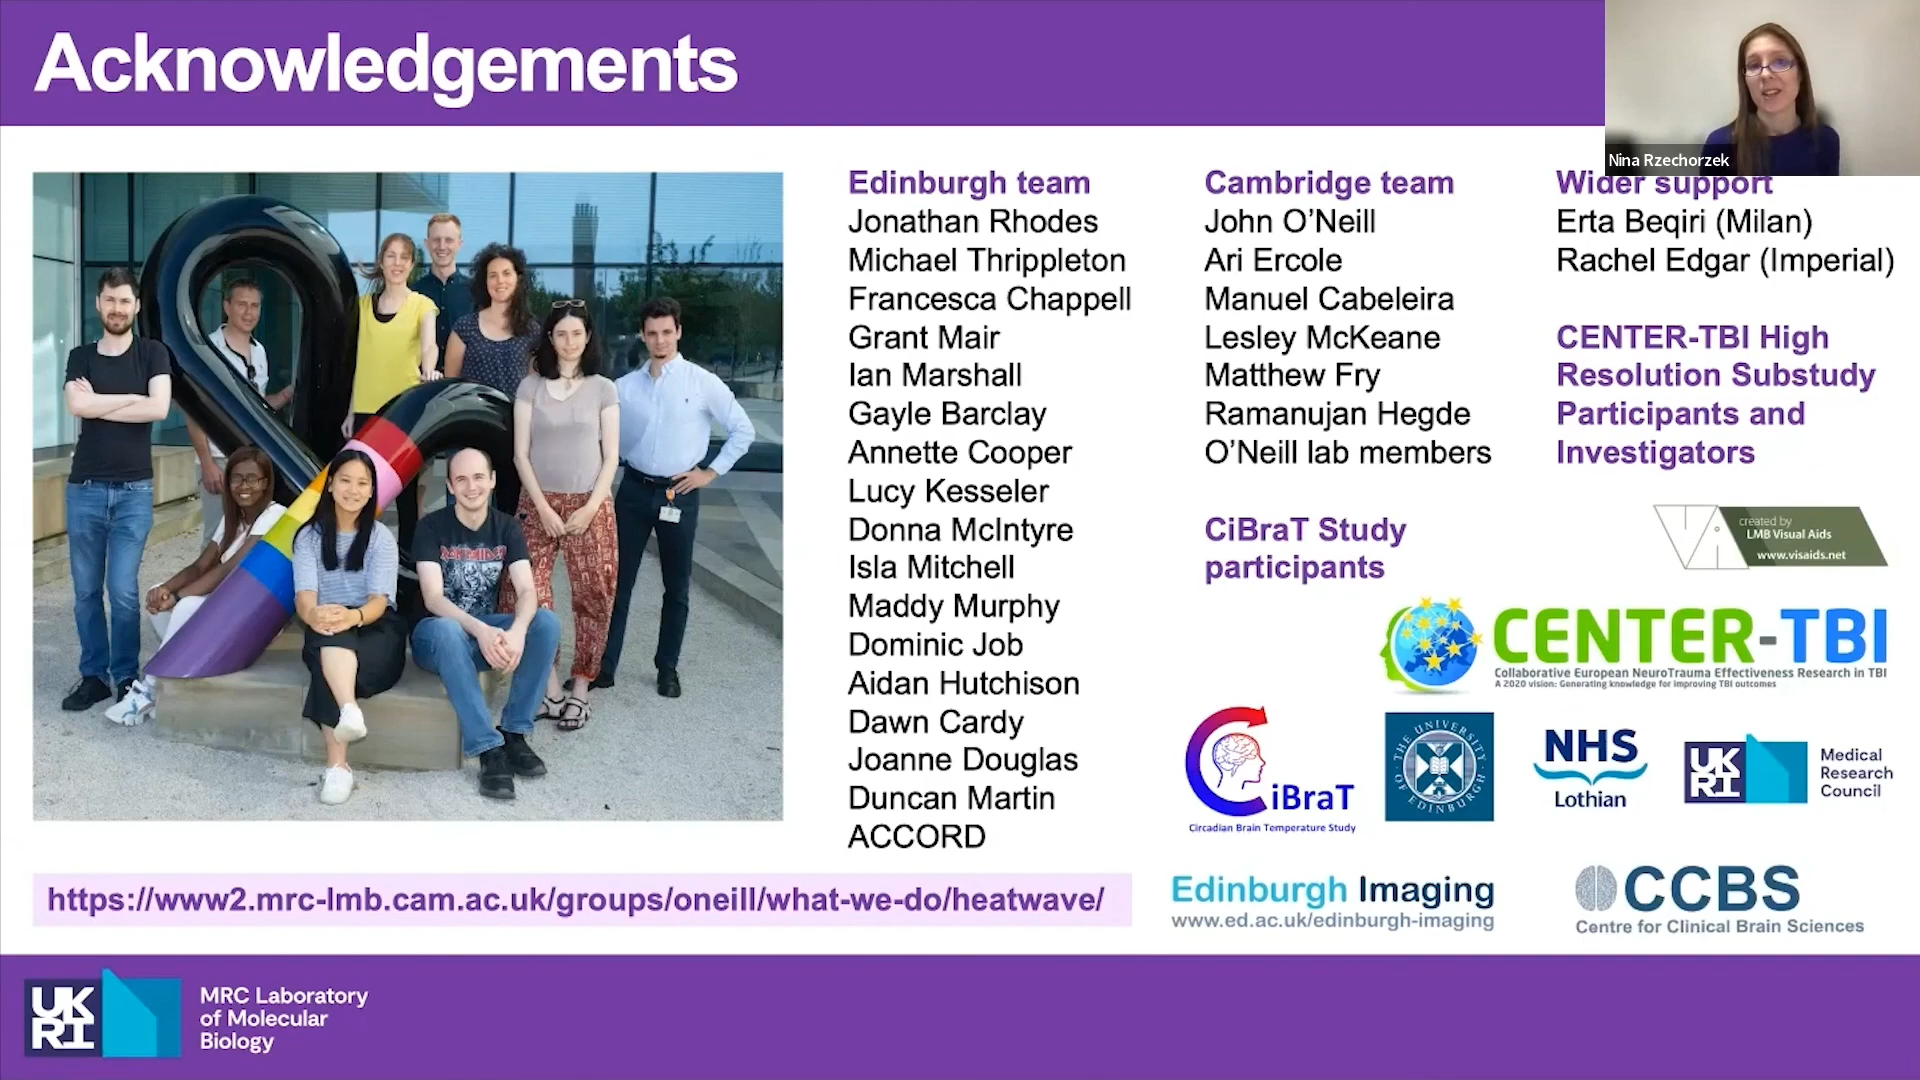 Acknowledgements
Nina Rzechorzek
Edinburgh team
Jonathan Rhodes
Michael Thrippleton
Francesca Chappell
Grant Mair
Ian Marshall
Gayle Barclay
Annette Cooper
Lucy Kesseler
Donna McIntyre
Isla Mitchell
Maddy Murphy
Dominic Job
Aidan Hutchison
Dawn Cardy
Joanne Douglas
Duncan Martin
ACCORD
Cambridge team
John O’Neill
Ari Ercole
Manuel Cabeleira
Lesley McKeane
Matthew Fry
Ramanujan Hegde
O’Neill lab members
CiBraT Study
participants
Wider support
Erta Beqiri (Milan)
Rachel Edgar (Imperial)
CENTER-TBI High
Resolution Substudy
Participants and
Investigators
created by
LMB Visual Aids
www.visaids.net
CENTER-TBI
Collaborative European NeuroTrauma Effectiveness Research in TBI
A 2020 vision: Generating knowledge for improving TBI outcomes
CiBraT
Circadian Brain Temperature Study
THE UNIVERSITY OF EDINBURGH
NHS
Lothian
UK
RI
Medical
Research
Council
Edinburgh Imaging
www.ed.ac.uk/edinburgh-imaging
CCBS
Centre for Clinical Brain Sciences
IRON MAIDEN
https://www2.mrc-lmb.cam.ac.uk/groups/oneill/what-we-do/heatwave/
UK
RI
MRC Laboratory
of Molecular
Biology